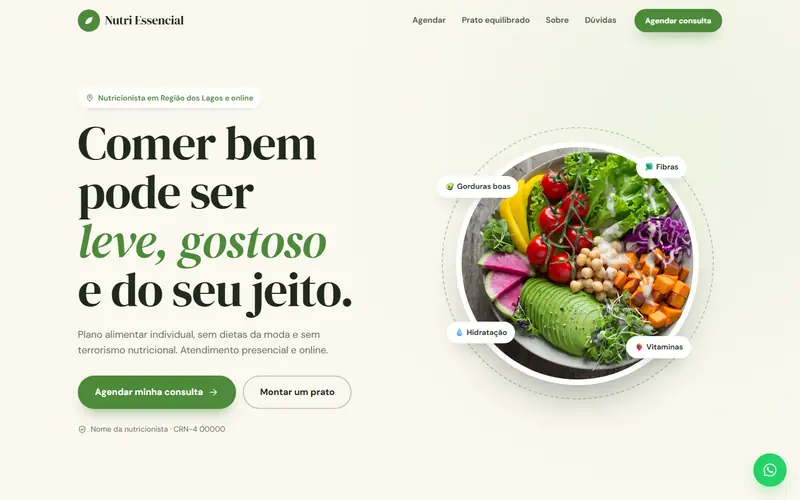 Nutri Essencial
Agendar
Prato equilibrado
Sobre
Dúvidas
Agendar consulta
Nutricionista em Região dos Lagos e online
Comer bem
pode ser
leve, gostoso
e do seu jeito.
Plano alimentar individual, sem dietas da moda e sem
terrorismo nutricional. Atendimento presencial e online.
Agendar minha consulta →
Montar um prato
Nome da nutricionista · CRN-4 00000
Fibras
Gorduras boas
Hidratação
Vitaminas